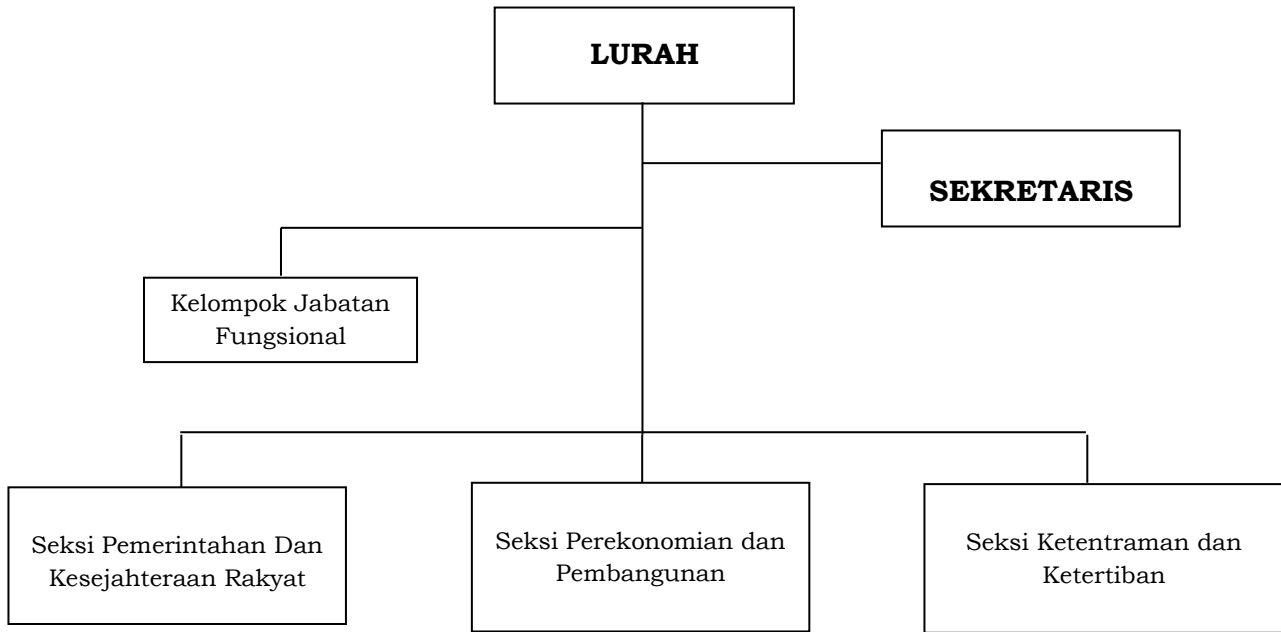 LURAH
SEKRETARIS
Kelompok Jabatan
Fungsional
Seksi Pemerintahan Dan
Kesejahteraan Rakyat
Seksi Perekonomian dan
Pembangunan
Seksi Ketentraman dan
Ketertiban